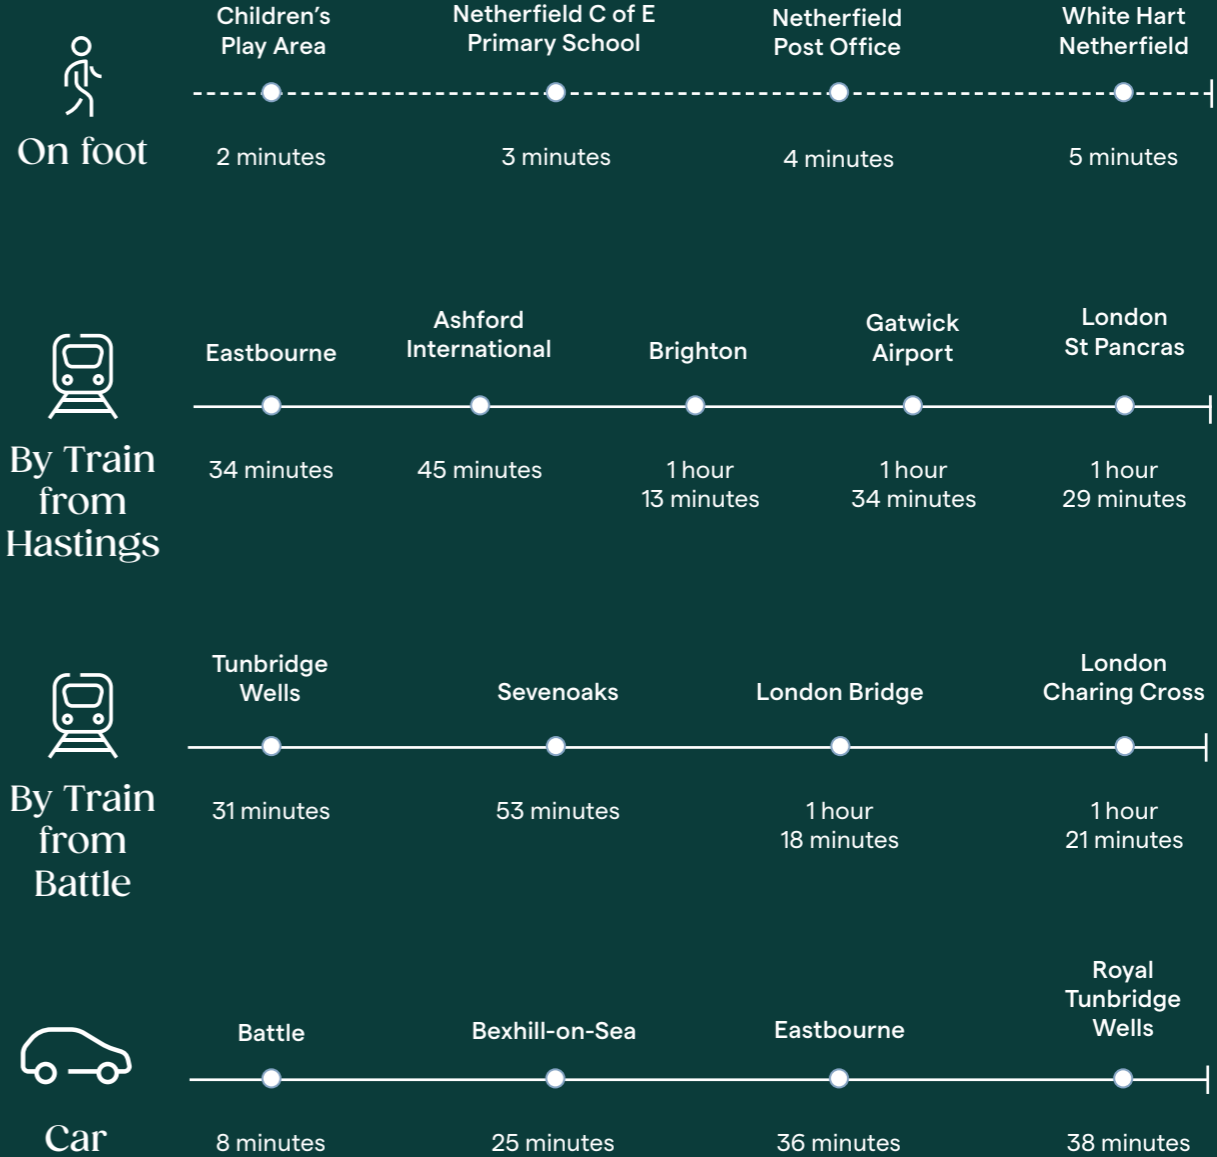 Children's
Play Area
Netherfield C of E
Primary School
Netherfield
Post Office
White Hart
Netherfield
On foot
2 minutes
3 minutes
4 minutes
5 minutes
Eastbourne
Ashford
International
Brighton
Gatwick
Airport
London
St Pancras
By Train
from
Hastings
34 minutes
45 minutes
1 hour
13 minutes
1 hour
34 minutes
1 hour
29 minutes
Tunbridge
Wells
Sevenoaks
London Bridge
London
Charing Cross
By Train
from
Battle
31 minutes
53 minutes
1 hour
18 minutes
1 hour
21 minutes
Battle
Bexhill-on-Sea
Eastbourne
Royal
Tunbridge
Wells
Car
8 minutes
25 minutes
36 minutes
38 minutes